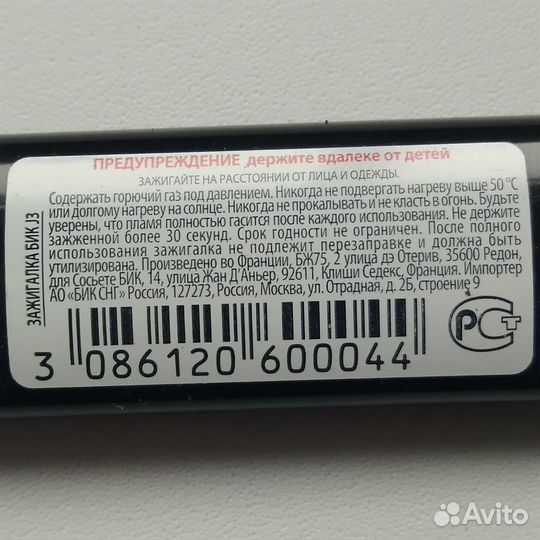 ПРЕДУПРЕЖДЕНИЕ держите вдалеке от детей
ЗАЖИГАЙТЕ НА РАССТОЯНИИ ОТ ЛИЦА И ОДЕЖДЫ.
Содержать горючий газ под давлением. Никогда не подвергать нагреву выше 50 °С
или долгому нагреву на солнце. Никогда не прокалывать и не класть в огонь. Будьте
уверены, что пламя полностью гасится после каждого использования. Не держите
зажженной более 30 секунд. Срок годности не ограничен. После полного
использования зажигалка не подлежит перезаправке и должна быть
утилизирована. Произведено во Франции, БЖ75, 2 улица дэ Отерив, 35600 Редон,
для Сосьете БИК, 14, улица Жан Д'Аньер, 92611, Клиши Седекс, Франция. Импортер
АО «БИК СНГ» Россия, 127273, Россия, Москва, ул. Отрадная, д. 2Б, строение 9
ЗАЖИГАЛКА БИК J3
3 086120 600044
РСТ
Avito